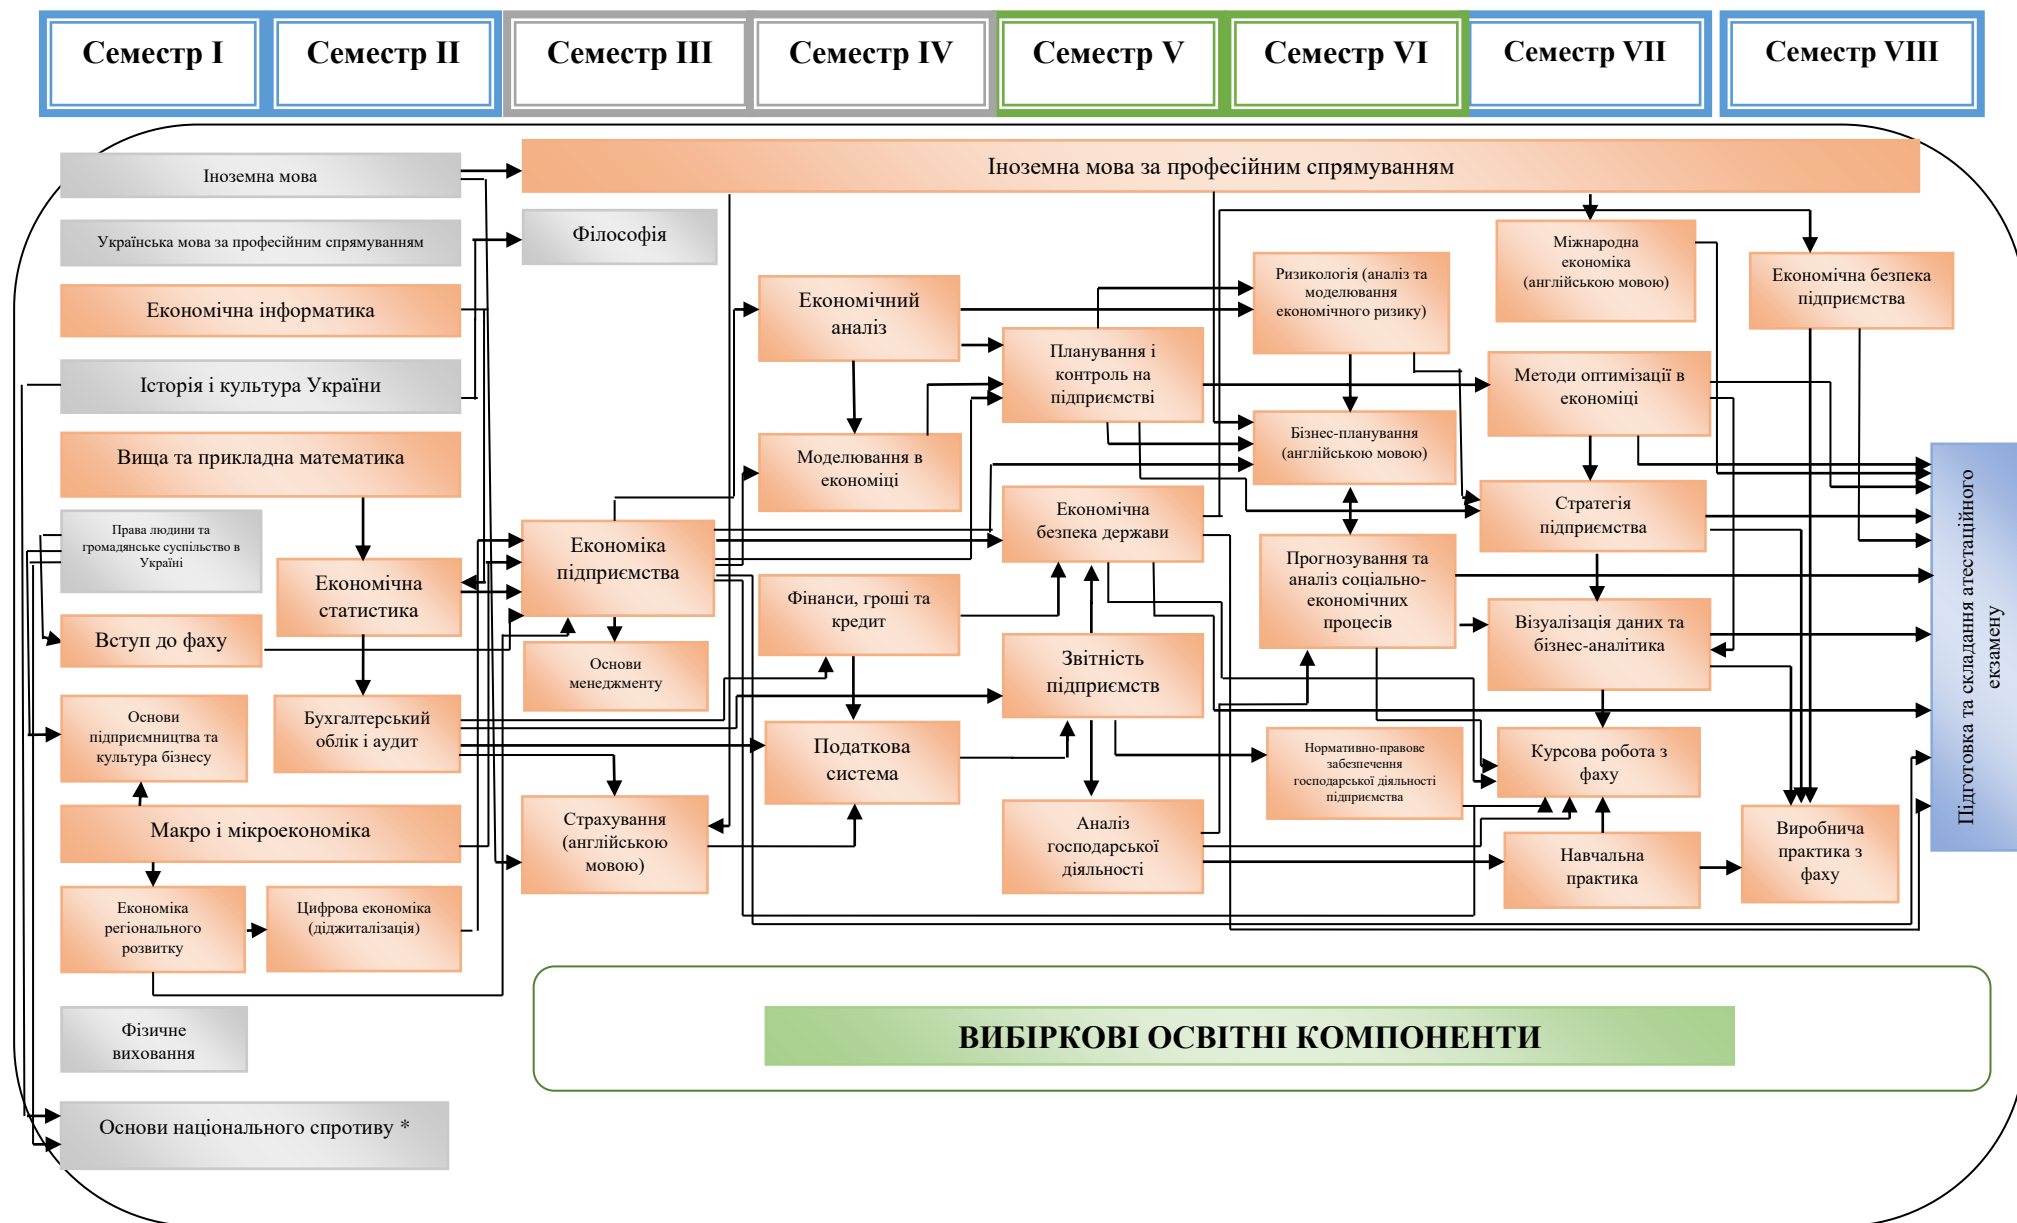 Семестр I
Семестр II
Семестр III
Семестр IV
Семестр V
Семестр VI
Семестр VII
Семестр VIII
Іноземна мова
Українська мова за професійним спрямуванням
Економічна інформатика
Історія і культура України
Вища та прикладна математика
Права людини та
громадянське суспільство в
Україні
Економічна
статистика
Вступ до фаху
Основи
підприємництва та
культура бізнесу
Бухгалтерський
облік і аудит
Макро і мікроекономіка
Економіка
регіонального
розвитку
Цифрова економіка
(діджиталізація)
Фізичне
виховання
Основи національного спротиву *
Іноземна мова за професійним спрямуванням
Філософія
Економіка
підприємства
Основи
менеджменту
Страхування
(англійською
мовою)
Економічний
аналіз
Моделювання в
економіці
Фінанси, гроші та
кредит
Податкова
система
Планування і
контроль на
підприємстві
Економічна
безпека держави
Звітність
підприємств
Аналіз
господарської
діяльності
Ризикологія (аналіз та
моделювання
економічного ризику)
Бізнес-планування
(англійською мовою)
Прогнозування та
аналіз соціально-
економічних
процесів
Нормативно-правове
забезпечення
господарської діяльності
підприємства
Міжнародна
економіка
(англійською мовою)
Методи оптимізації в
економіці
Стратегія
підприємства
Візуалізація даних та
бізнес-аналітика
Курсова робота з
фаху
Навчальна
практика
Економічна безпека
підприємства
Виробнича
практика з
фаху
Підготовка та складання атестаційного
екзамену
ВИБІРКОВІ ОСВІТНІ КОМПОНЕНТИ